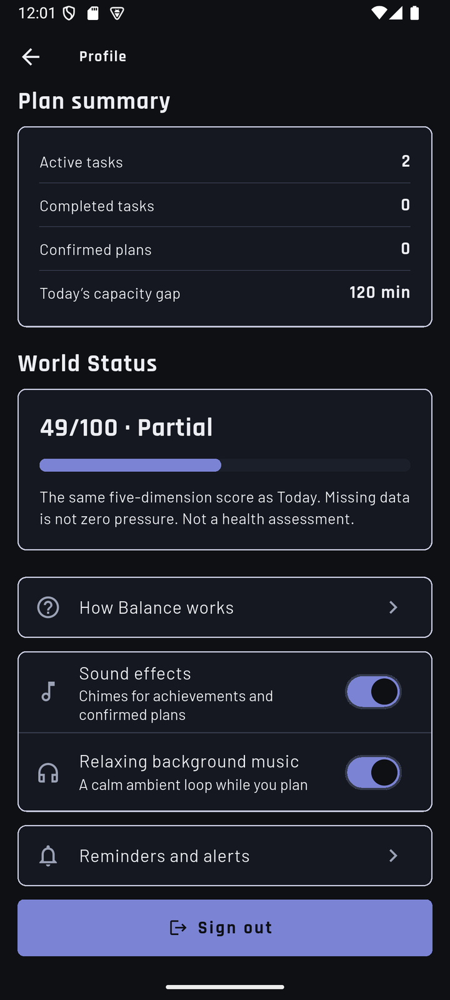 12:01
Profile
Plan summary
Active tasks 2
Completed tasks 0
Confirmed plans 0
Today’s capacity gap 120 min
World Status
49/100 · Partial
The same five-dimension score as Today. Missing data
is not zero pressure. Not a health assessment.
How Balance works
Sound effects
Chimes for achievements and
confirmed plans
Relaxing background music
A calm ambient loop while you plan
Reminders and alerts
Sign out